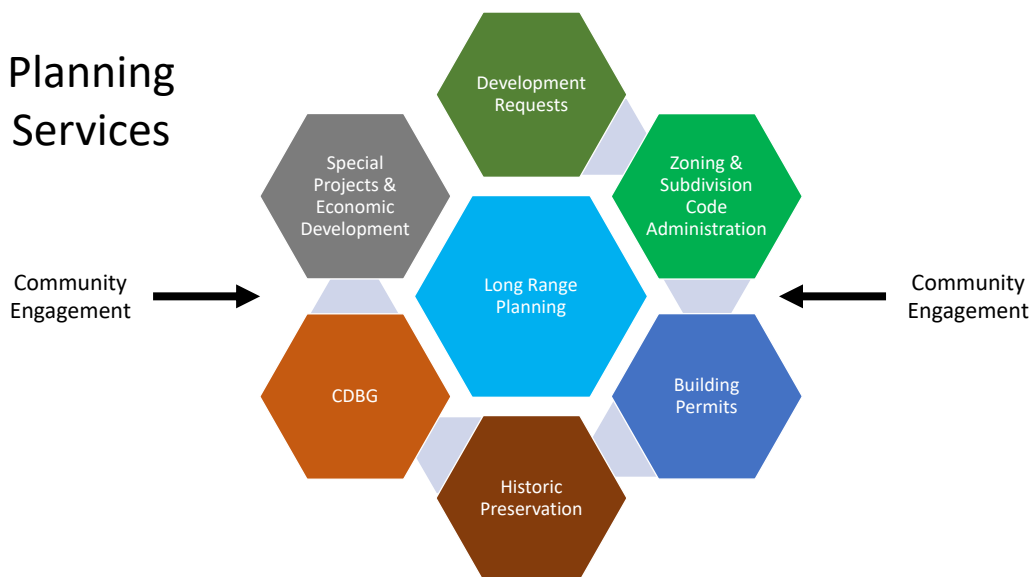 Planning
Services
Development
Requests
Special
Projects &
Economic
Development
Zoning &
Subdivision
Code
Administration
Long Range
Planning
Community
Engagement
Community
Engagement
CDBG
Building
Permits
Historic
Preservation